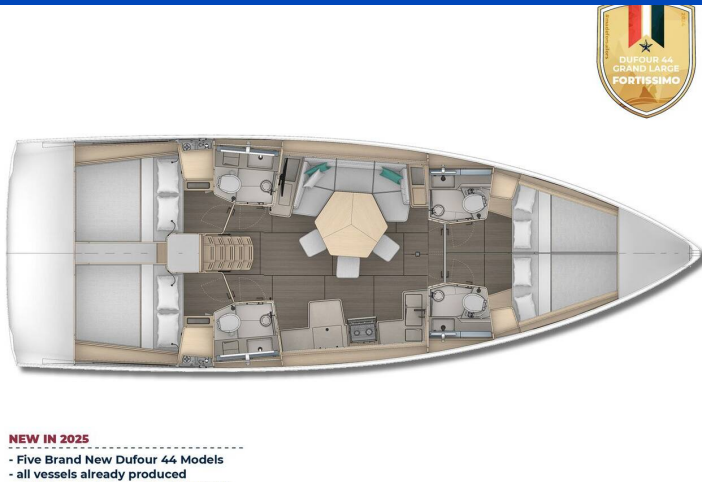 DUFOUR 44
GRAND LARGE
FORTISSIMO
NEW IN 2025
- Five Brand New Dufour 44 Models
- all vessels already produced